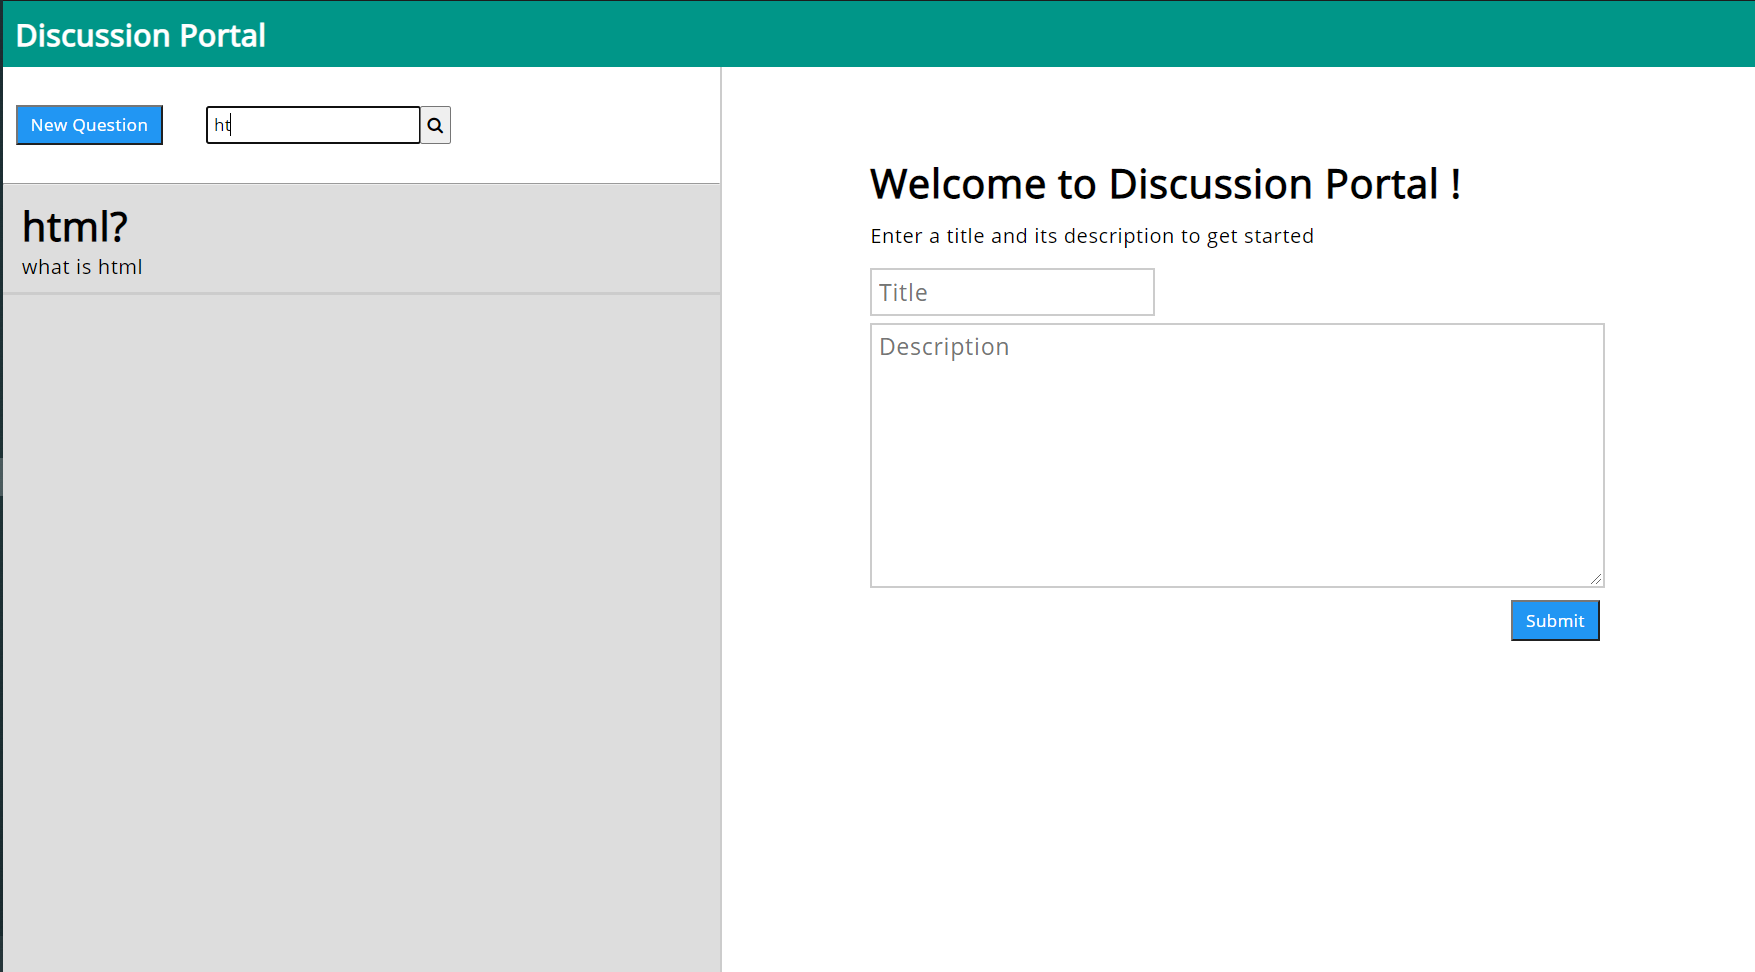 Discussion Portal
New Question
ht
html?
what is html
Welcome to Discussion Portal !
Enter a title and its description to get started
Title
Description
Submit